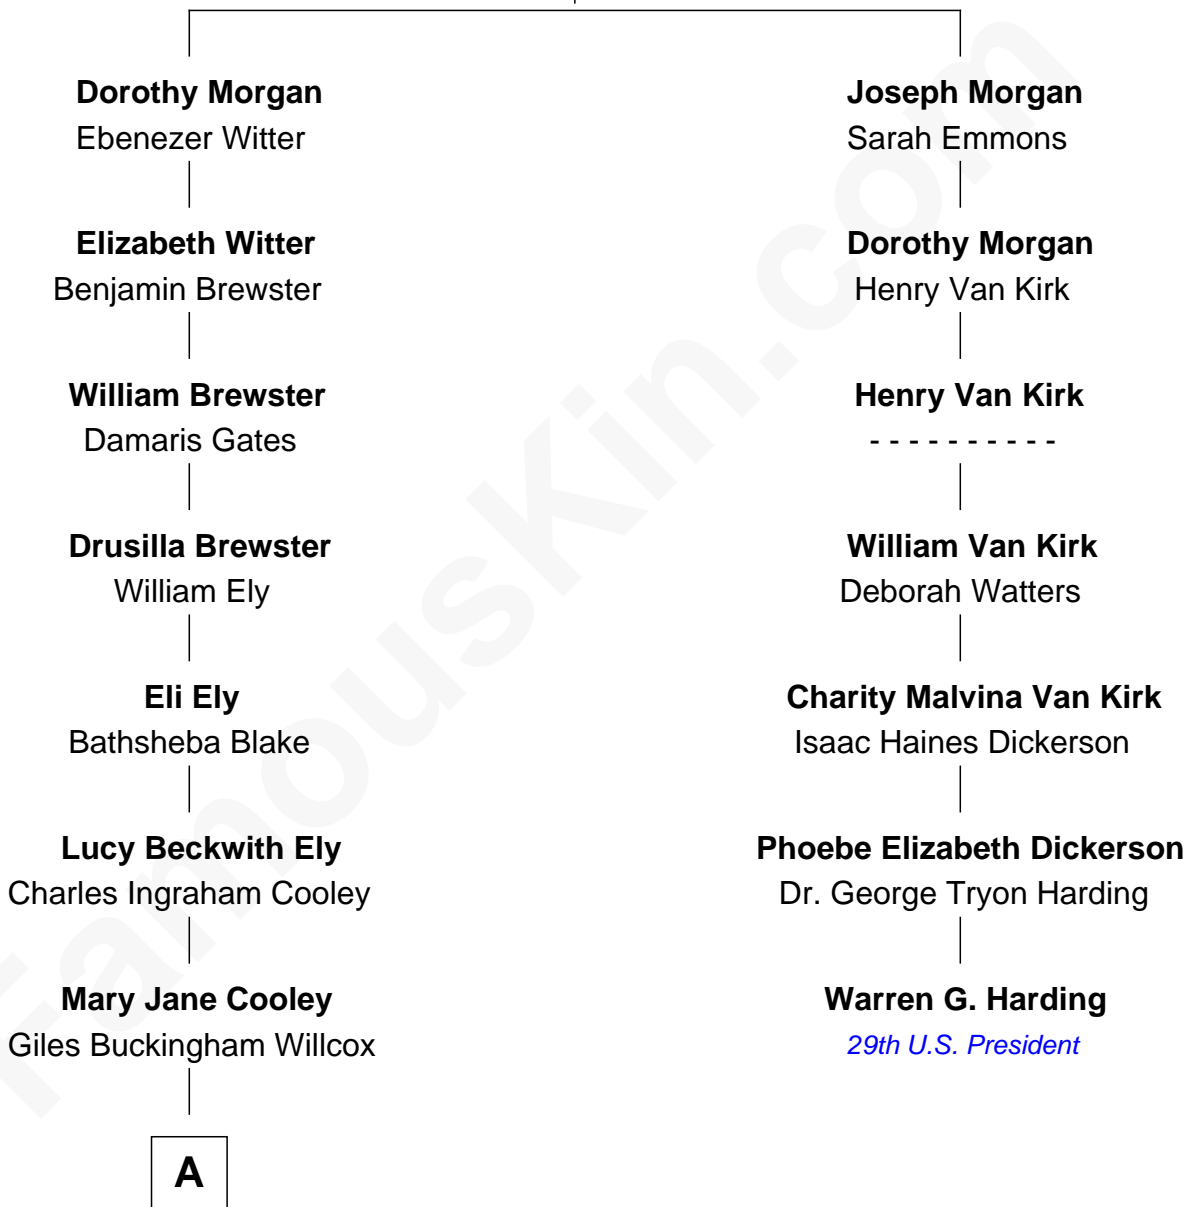 Dorothy Morgan
Ebenezer Witter
Elizabeth Witter
Benjamin Brewster
William Brewster
Damaris Gates
Drusilla Brewster
William Ely
Eli Ely
Bathsheba Blake
Lucy Beckwith Ely
Charles Ingraham Cooley
Mary Jane Cooley
Giles Buckingham Willcox
A
Joseph Morgan
Sarah Emmons
Dorothy Morgan
Henry Van Kirk
Henry Van Kirk
- - - - - - - - - -
William Van Kirk
Deborah Watters
Charity Malvina Van Kirk
Isaac Haines Dickerson
Phoebe Elizabeth Dickerson
Dr. George Tryon Harding
Warren G. Harding
29th U.S. President
FamousKin.com